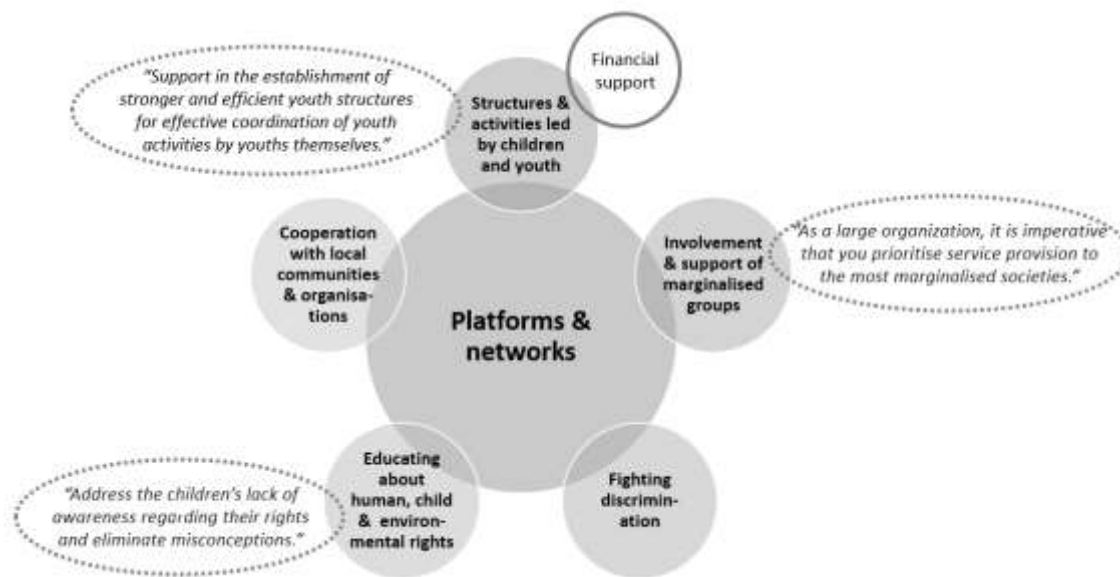 Financial
support
"Support in the establishment of
stronger and efficient youth structures
for effective coordination of youth
activities by youths themselves."
Structures &
activities led
by children
and youth
Cooperation
with local
communities
& organisa-
tions
Involvement
& support of
marginalised
groups
"As a large organization, it is imperative
that you prioritise service provision to
the most marginalised societies."
Platforms &
networks
Educating
about
human, child
& environ-
mental rights
Fighting
discrimin-
ation
"Address the children's lack of
awareness regarding their rights
and eliminate misconceptions."